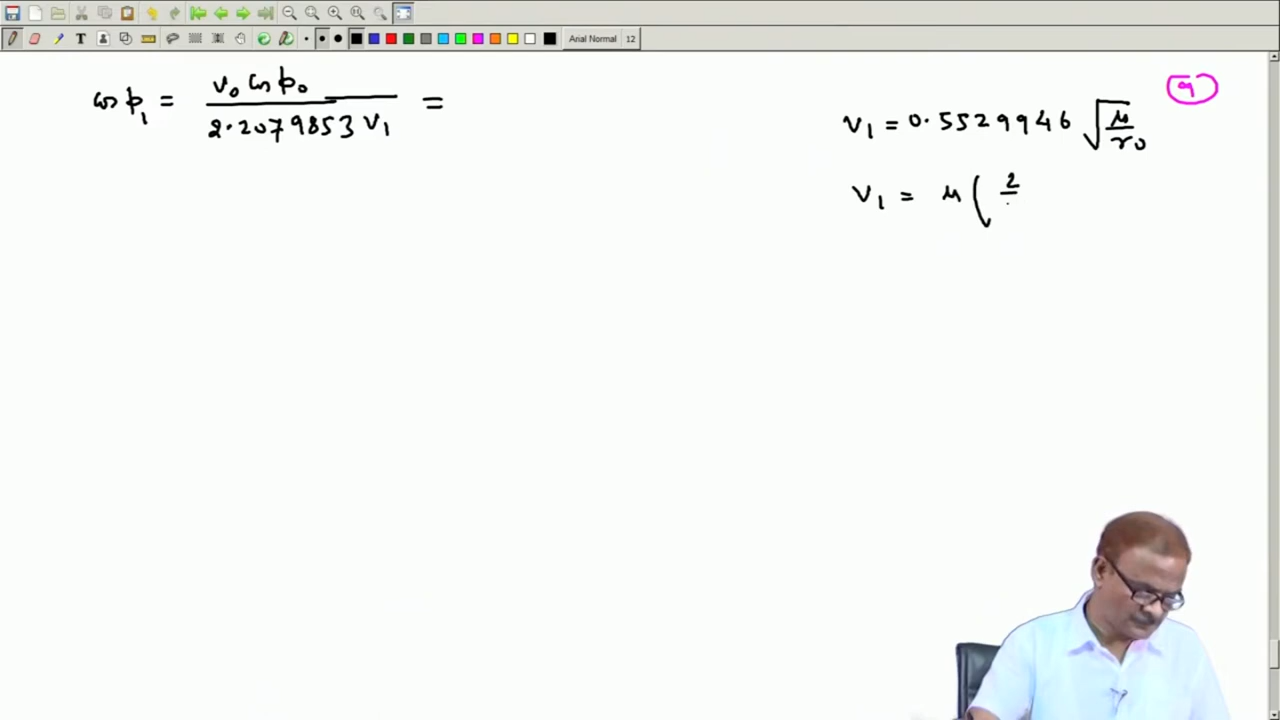 Arial Normal 12
cos ϕ₁ = v₀ cos ϕ₀ / 2.2079853 v₁ =
9
v₁ = 0.5529946 √(μ/r₀)
v₁ = μ ( 2